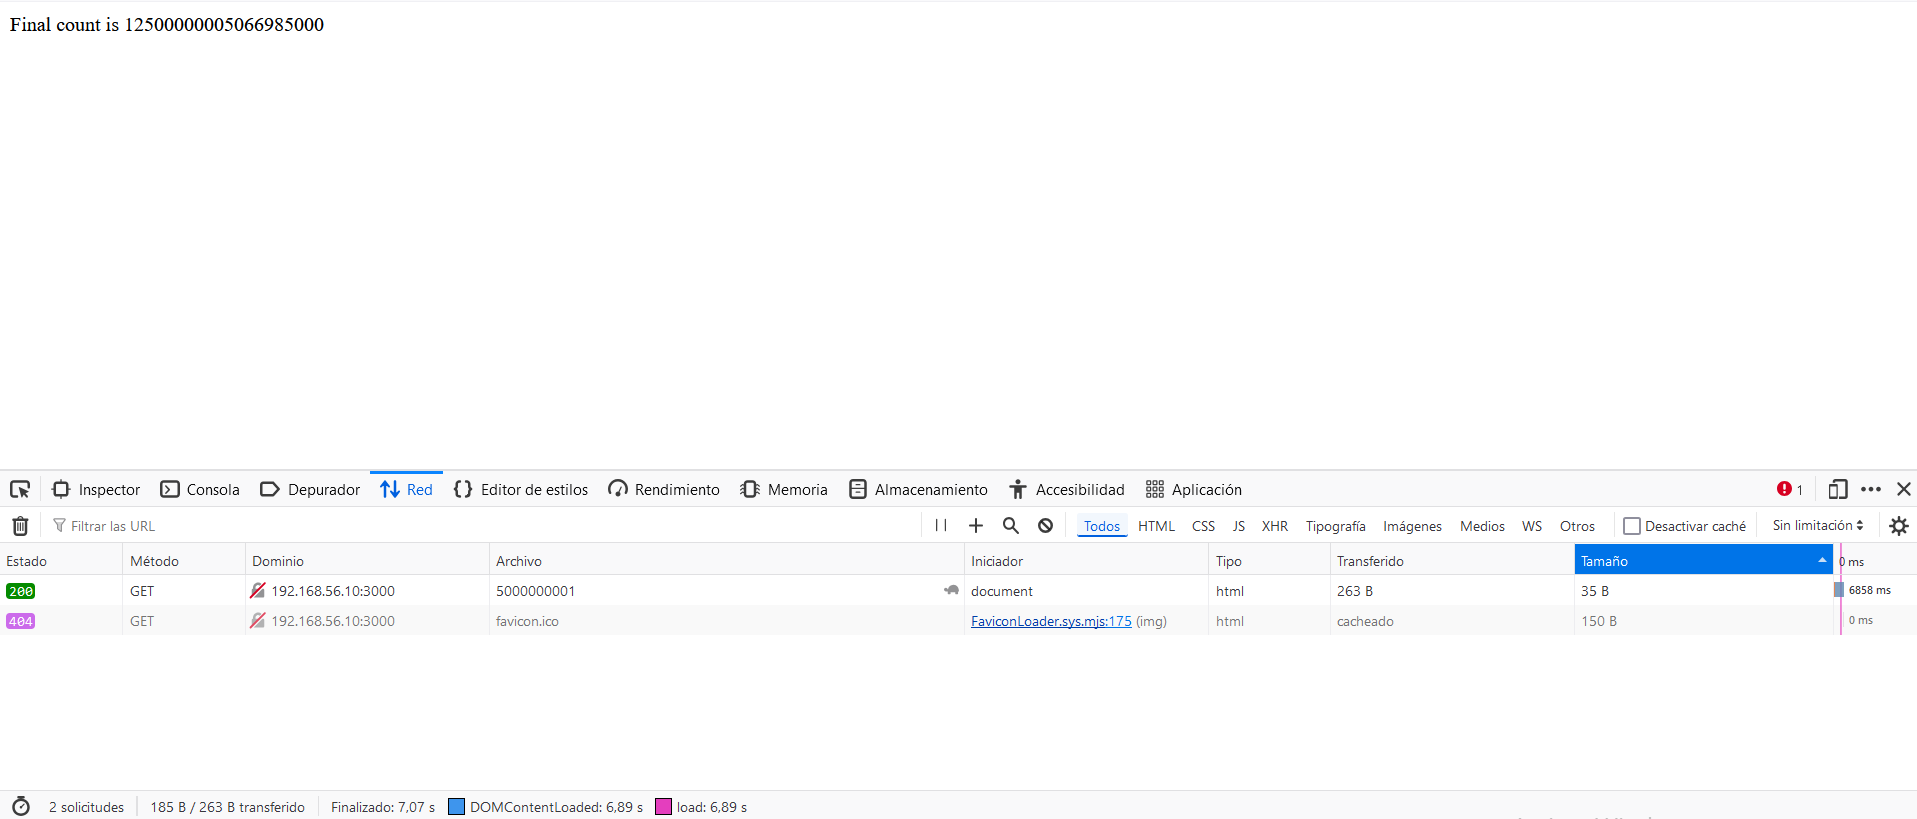 Final count is 12500000005066985000
Inspector Consola Depurador Red Editor de estilos Rendimiento Memoria Almacenamiento Accesibilidad Aplicación 1
Filtrar las URL Todos HTML CSS JS XHR Tipografía Imágenes Medios WS Otros Desactivar caché Sin limitación
Estado Método Dominio Archivo Iniciador Tipo Transferido Tamaño 0 ms
200 GET 192.168.56.10:3000 5000000001 document html 263 B 35 B 6858 ms
404 GET 192.168.56.10:3000 favicon.ico FaviconLoader.sys.mjs:175 (img) html cacheado 150 B 0 ms
2 solicitudes 185 B / 263 B transferido Finalizado: 7,07 s DOMContentLoaded: 6,89 s load: 6,89 s